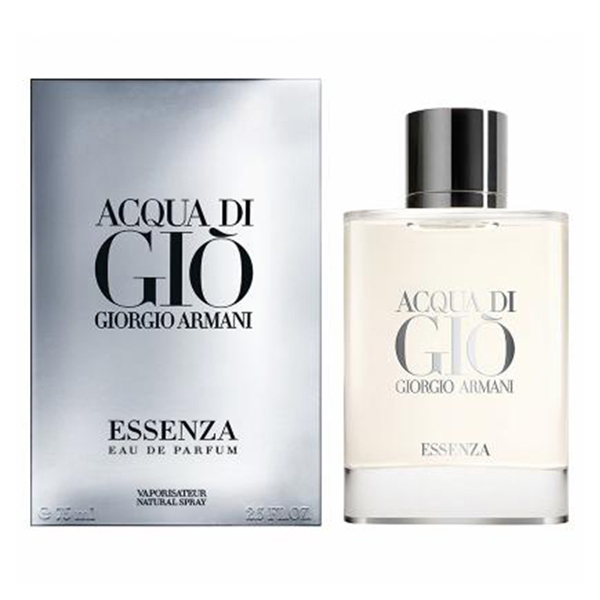 ACQUA DI
GIÒ
GIORGIO ARMANI
ESSENZA
EAU DE PARFUM
VAPORISATEUR
NATURAL SPRAY
℮ 75 ml 2.5 FL.OZ
ACQUA DI
GIÒ
GIORGIO ARMANI
ESSENZA